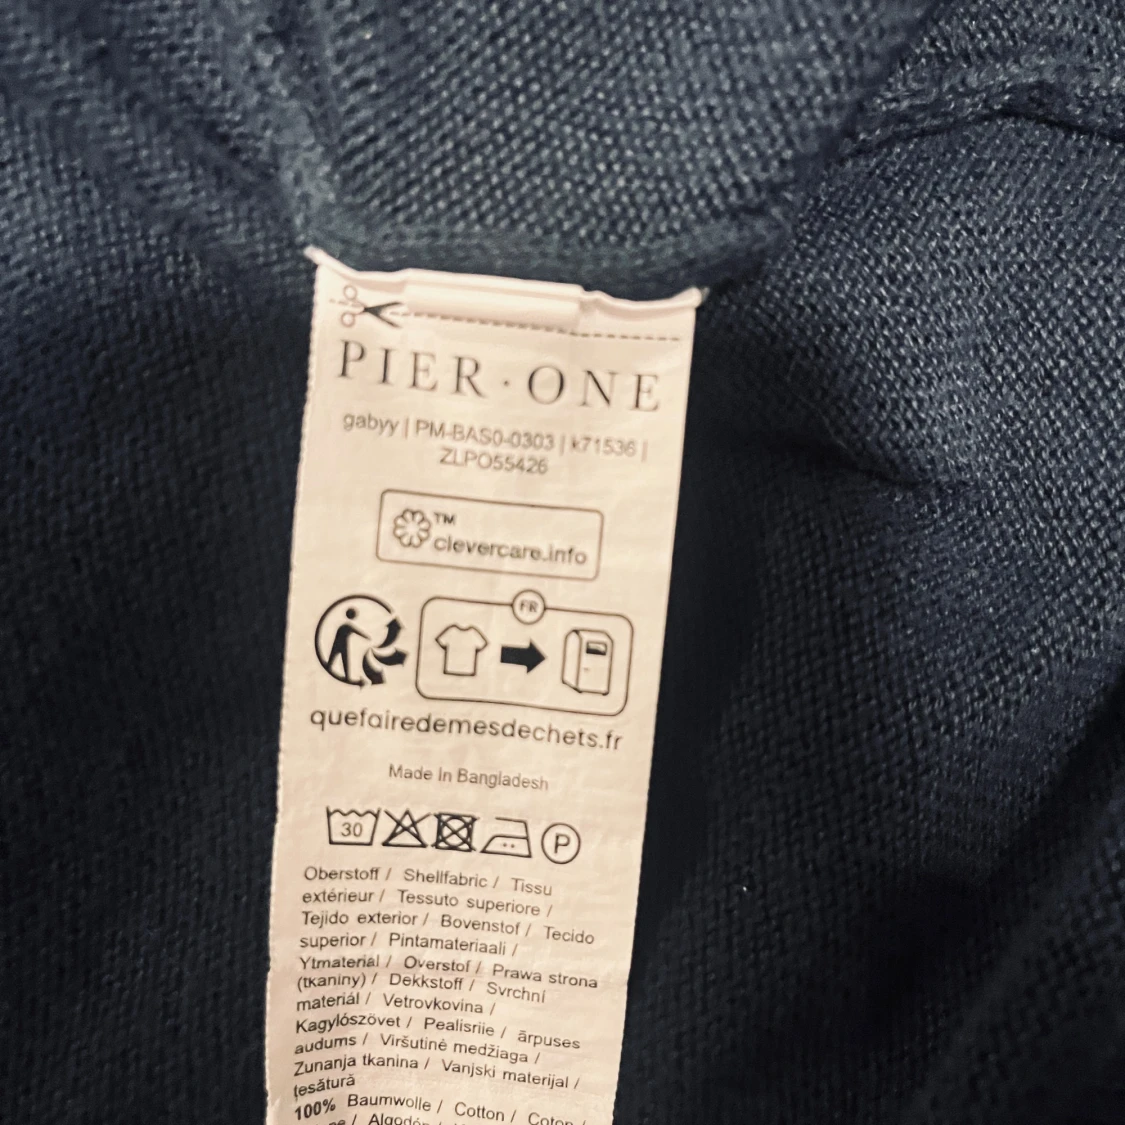 PIER · ONE
gabyy | PM-BAS0-0303 | k71536 |
ZLPO55426
TM
clevercare.info
FR
quefairedemesdechets.fr
Made in Bangladesh
30
P
Oberstoff / Shellfabric / Tissu
extérieur / Tessuto superiore /
Tejido exterior / Bovenstof / Tecido
superior / Pintamateriaali /
Ytmaterial / Overstof / Prawa strona
(tkaniny) / Dekkstoff / Svrchní
materiál / Vetrovkovina /
Kagylószövet / Pealisriie / ārpuses
audums / Viršutinė medžiaga /
Zunanja tkanina / Vanjski materijal /
țesătură
100% Baumwolle / Cotton / Coton /
/ Algodón /